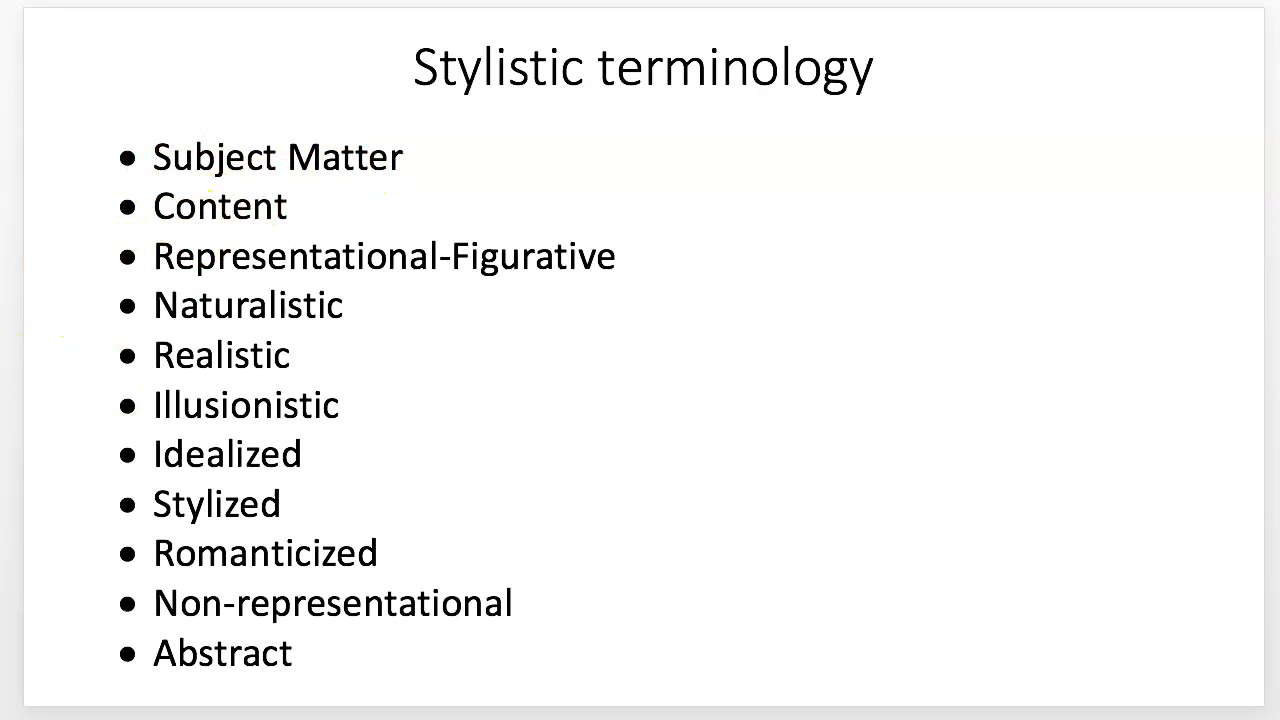 Stylistic terminology
• Subject Matter
• Content
• Representational-Figurative
• Naturalistic
• Realistic
• Illusionistic
• Idealized
• Stylized
• Romanticized
• Non-representational
• Abstract